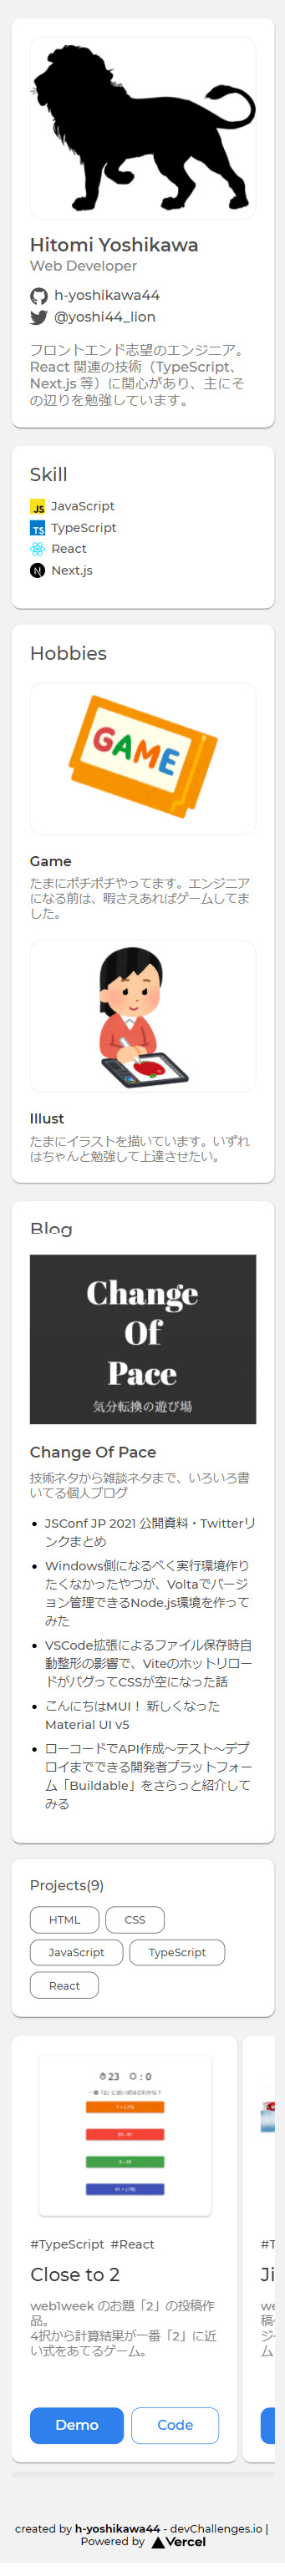 Hitomi Yoshikawa
Web Developer
h-yoshikawa44
@yoshi44_lion
フロントエンド志望のエンジニア。
React 関連の技術（TypeScript、
Next.js 等）に関心があり、主にそ
の辺りを勉強しています。
Skill
JS JavaScript
TS TypeScript
React
N Next.js
Hobbies
GAME
Game
たまにポチポチやってます。エンジニア
になる前は、暇さえあればゲームしてま
した。
Illust
たまにイラストを描いています。いずれ
はちゃんと勉強して上達させたい。
Blog
Change
Of
Pace
気分転換の遊び場
Change Of Pace
技術ネタから雑談ネタまで、いろいろ書
いてる個人ブログ
• JSConf JP 2021 公開資料・Twitterリ
ンクまとめ
• Windows側になるべく実行環境作り
たくなかったやつが、Voltaでバージ
ョン管理できるNode.js環境を作って
みた
• VSCode拡張によるファイル保存時自
動整形の影響で、Viteのホットリロー
ドがバグってCSSが空になった話
• こんにちはMUI！ 新しくなった
Material UI v5
• ローコードでAPI作成〜テスト〜デプ
ロイまでできる開発者プラットフォー
ム「Buildable」をさらっと紹介して
みる
Projects(9)
HTML CSS
JavaScript TypeScript
React
23 : 0
一番「2」に近い式はどれかな？
#TypeScript #React
Close to 2
web1week のお題「2」の投稿作
品。
4択から計算結果が一番「2」に近
い式をあてるゲーム。
Demo Code
#T
Ji
we
稿
ジ
ム
created by h-yoshikawa44 - devChallenges.io |
Powered by Vercel